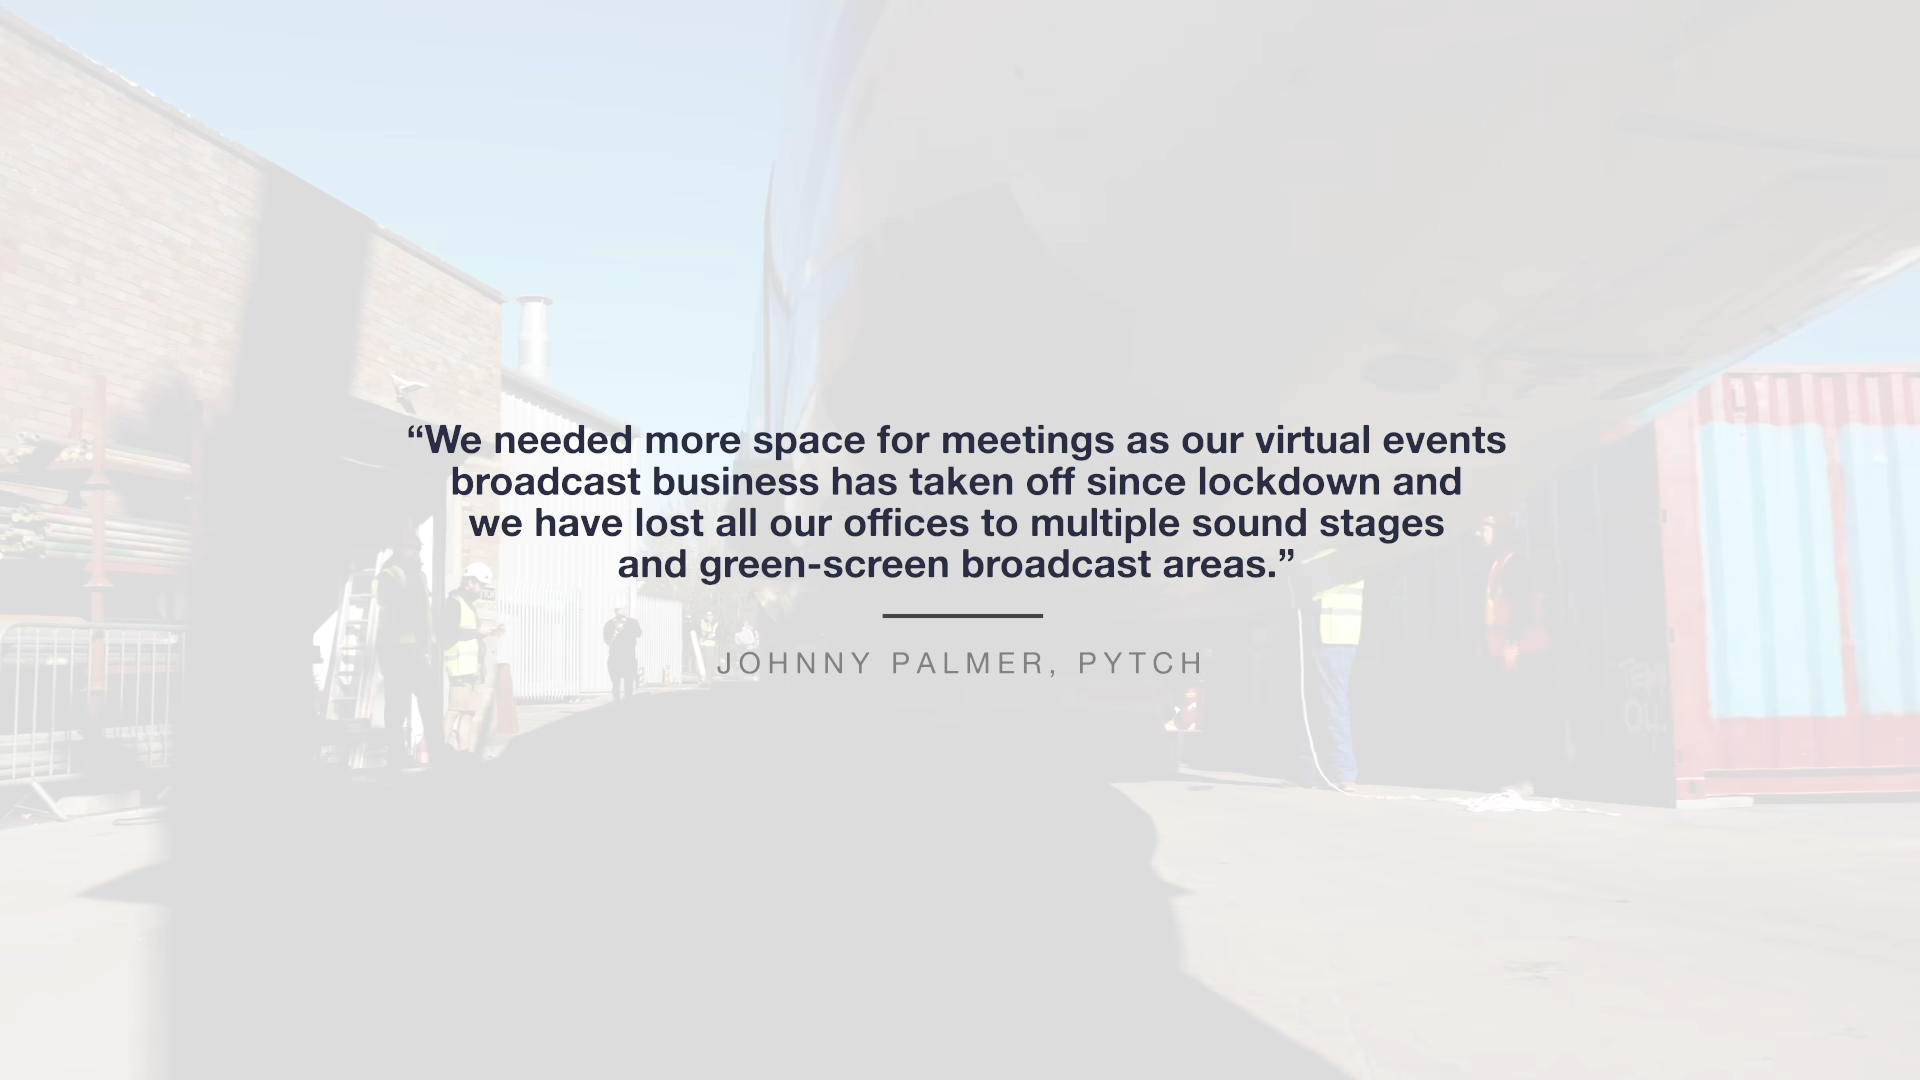 “We needed more space for meetings as our virtual events
broadcast business has taken off since lockdown and
we have lost all our offices to multiple sound stages
and green-screen broadcast areas.”
JOHNNY PALMER, PYTCH